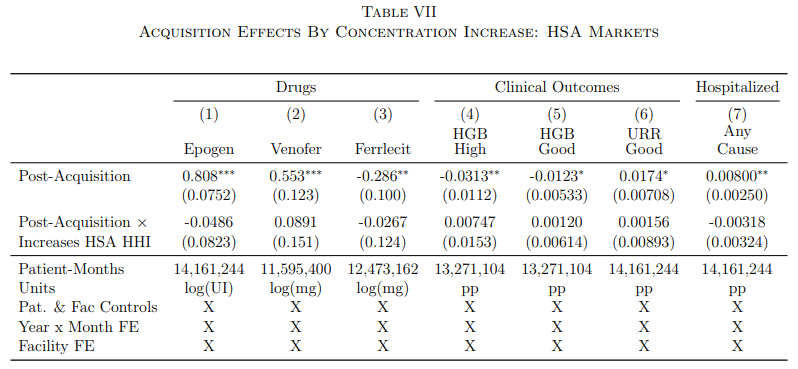 TABLE VII
ACQUISITION EFFECTS BY CONCENTRATION INCREASE: HSA MARKETS
Drugs Clinical Outcomes Hospitalized
(1) (2) (3) (4) (5) (6) (7)
HGB HGB URR Any
Epogen Venofer Ferrlecit High Good Good Cause
Post-Acquisition 0.808*** 0.553*** -0.286** -0.0313** -0.0123* 0.0174* 0.00800**
(0.0752) (0.123) (0.100) (0.0112) (0.00533) (0.00708) (0.00250)
Post-Acquisition × -0.0486 0.0891 -0.0267 0.00747 0.00120 0.00156 -0.00318
Increases HSA HHI (0.0823) (0.151) (0.124) (0.0153) (0.00614) (0.00893) (0.00324)
Patient-Months 14,161,244 11,595,400 12,473,162 13,271,104 13,271,104 14,161,244 14,161,244
Units log(UI) log(mg) log(mg) pp pp pp pp
Pat. & Fac Controls X X X X X X X
Year x Month FE X X X X X X X
Facility FE X X X X X X X